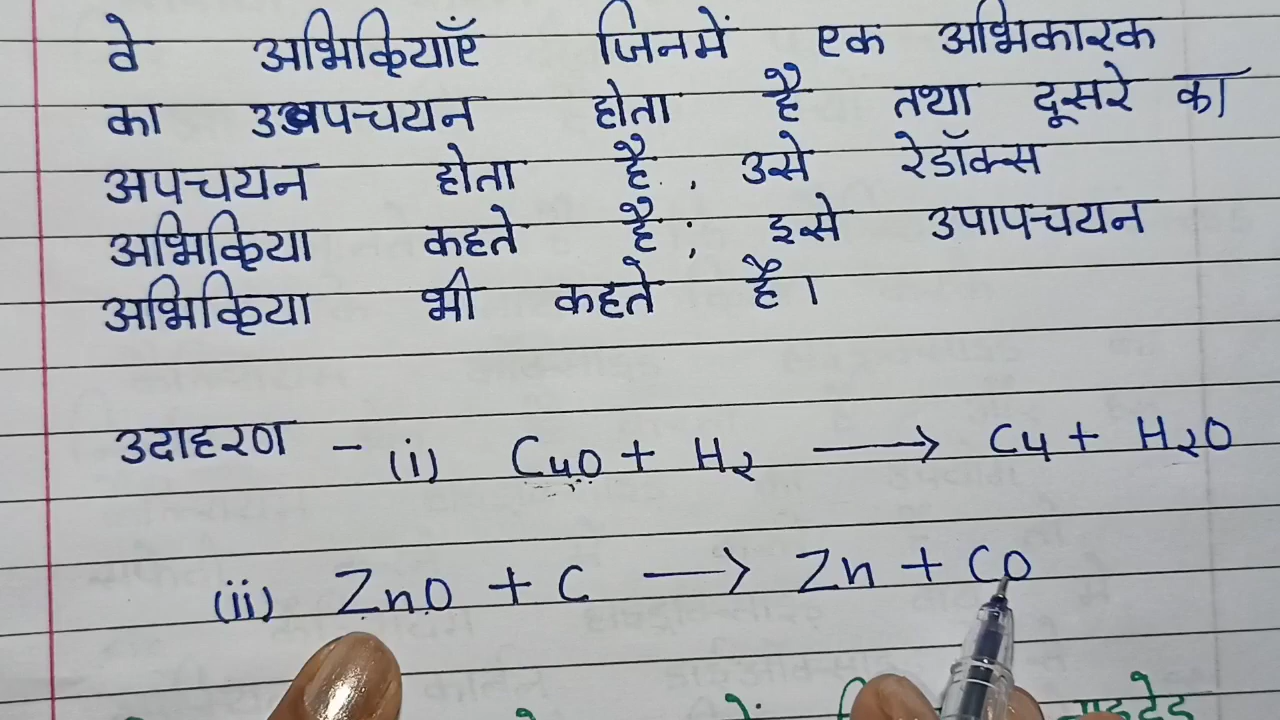 वे अभिक्रियाएँ जिनमें एक अभिकारक
का उपचयन होता है तथा दूसरे का
अपचयन होता है, उसे रेडॉक्स
अभिक्रिया कहते है; इसे उपापचयन
अभिक्रिया भी कहते है।
उदाहरण - (i) CuO + H₂ ⟶ Cu + H₂O
(ii) ZnO + C ⟶ Zn + CO